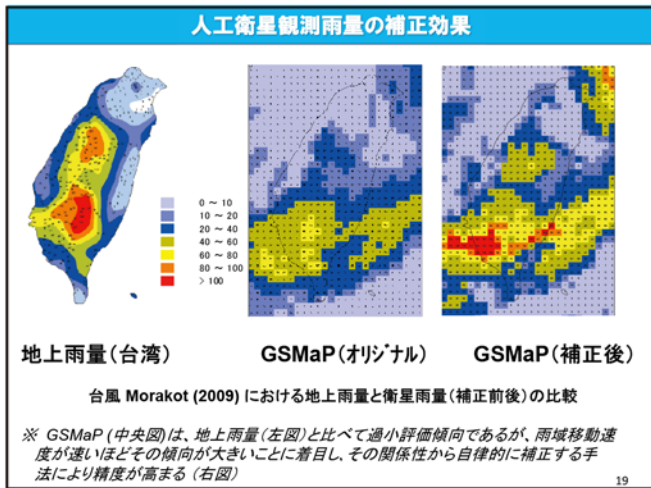 人工衛星観測雨量の補正効果
0 ~ 10
10 ~ 20
20 ~ 40
40 ~ 60
60 ~ 80
80 ~ 100
> 100
地上雨量(台湾)
GSMaP(オリジナル)
GSMaP(補正後)
台風 Morakot (2009) における地上雨量と衛星雨量(補正前後)の比較
※ GSMaP (中央図)は、地上雨量(左図)と比べて過小評価傾向であるが、雨域移動速
度が速いほどその傾向が大きいことに着目し、その関係性から自律的に補正する手
法により精度が高まる(右図)
19